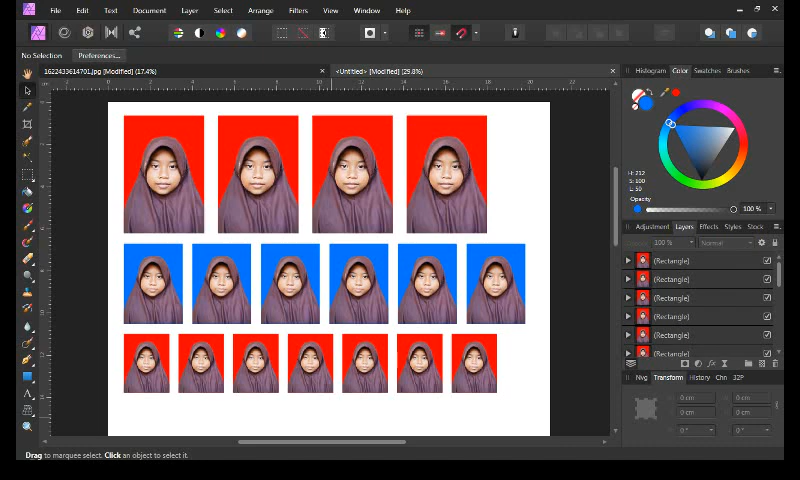 File Edit Text Document Layer Select Arrange Filters View Window Help
No Selection Preferences...
1622433614701.jpg [Modified] (17.4%) <Untitled> [Modified] (29.8%)
Histogram Color Swatches Brushes
H: 212
S: 100
L: 50
Opacity
100 %
Adjustment Layers Effects Styles Stock
100 % Normal
(Rectangle)
(Rectangle)
(Rectangle)
(Rectangle)
(Rectangle)
(Rectangle)
Nvg Transform History Chn 32P
0 cm 0 cm
0 cm 0 cm
0 ° 0 °
Drag to marquee select. Click an object to select it.